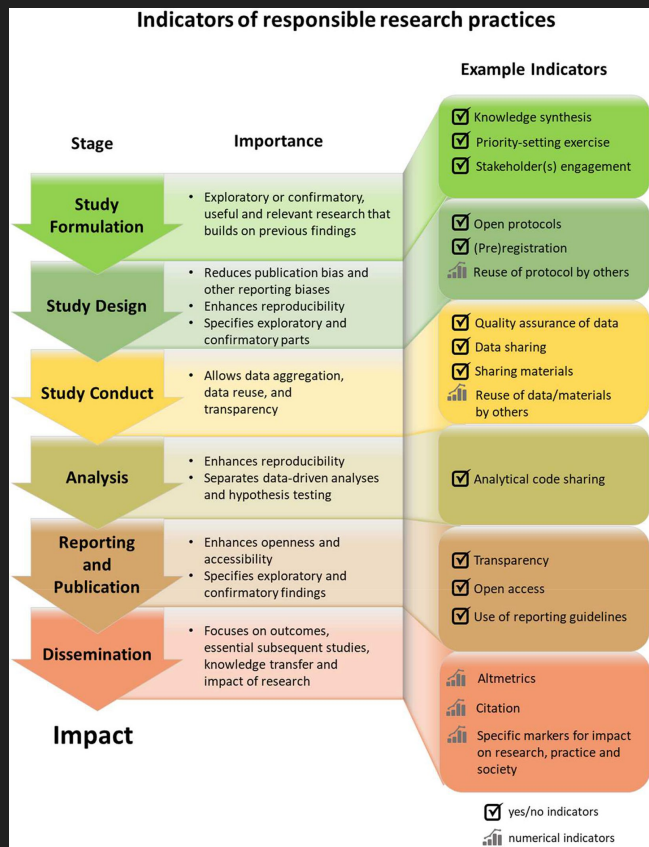 Indicators of responsible research practices
Example Indicators
Stage
Importance
Study
Formulation
• Exploratory or confirmatory,
useful and relevant research that
builds on previous findings
Knowledge synthesis
Priority-setting exercise
Stakeholder(s) engagement
Study Design
• Reduces publication bias and
other reporting biases
• Enhances reproducibility
• Specifies exploratory and
confirmatory parts
Open protocols
(Pre)registration
Reuse of protocol by others
Study Conduct
• Allows data aggregation,
data reuse, and
transparency
Quality assurance of data
Data sharing
Sharing materials
Reuse of data/materials
by others
Analysis
• Enhances reproducibility
• Separates data-driven analyses
and hypothesis testing
Analytical code sharing
Reporting
and
Publication
• Enhances openness and
accessibility
• Specifies exploratory and
confirmatory findings
Transparency
Open access
Use of reporting guidelines
Dissemination
• Focuses on outcomes,
essential subsequent studies,
knowledge transfer and
impact of research
Altmetrics
Citation
Specific markers for impact
on research, practice and
society
Impact
yes/no indicators
numerical indicators